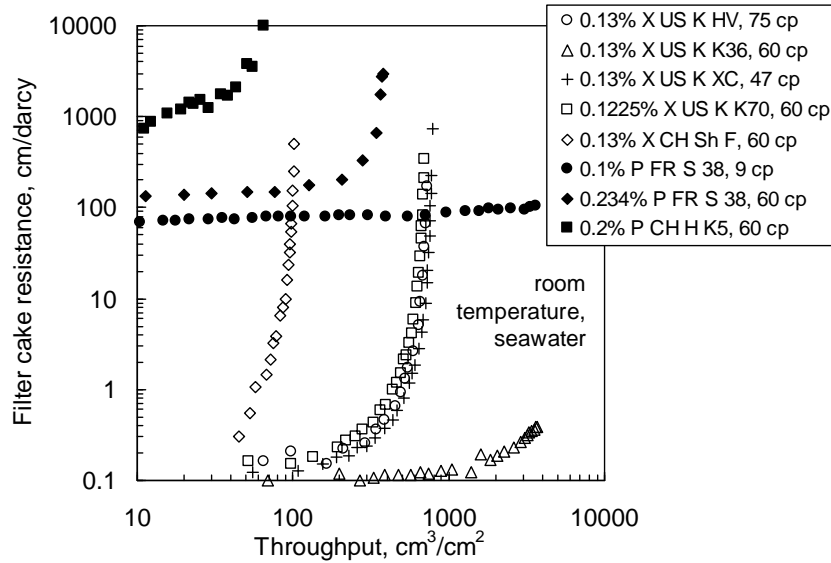 Filter cake resistance, cm/darcy
10000
1000
100
10
1
0.1
10
100
1000
10000
Throughput, cm³/cm²
room
temperature,
seawater
0.13% X US K HV, 75 cp
0.13% X US K K36, 60 cp
0.13% X US K XC, 47 cp
0.1225% X US K K70, 60 cp
0.13% X CH Sh F, 60 cp
0.1% P FR S 38, 9 cp
0.234% P FR S 38, 60 cp
0.2% P CH H K5, 60 cp